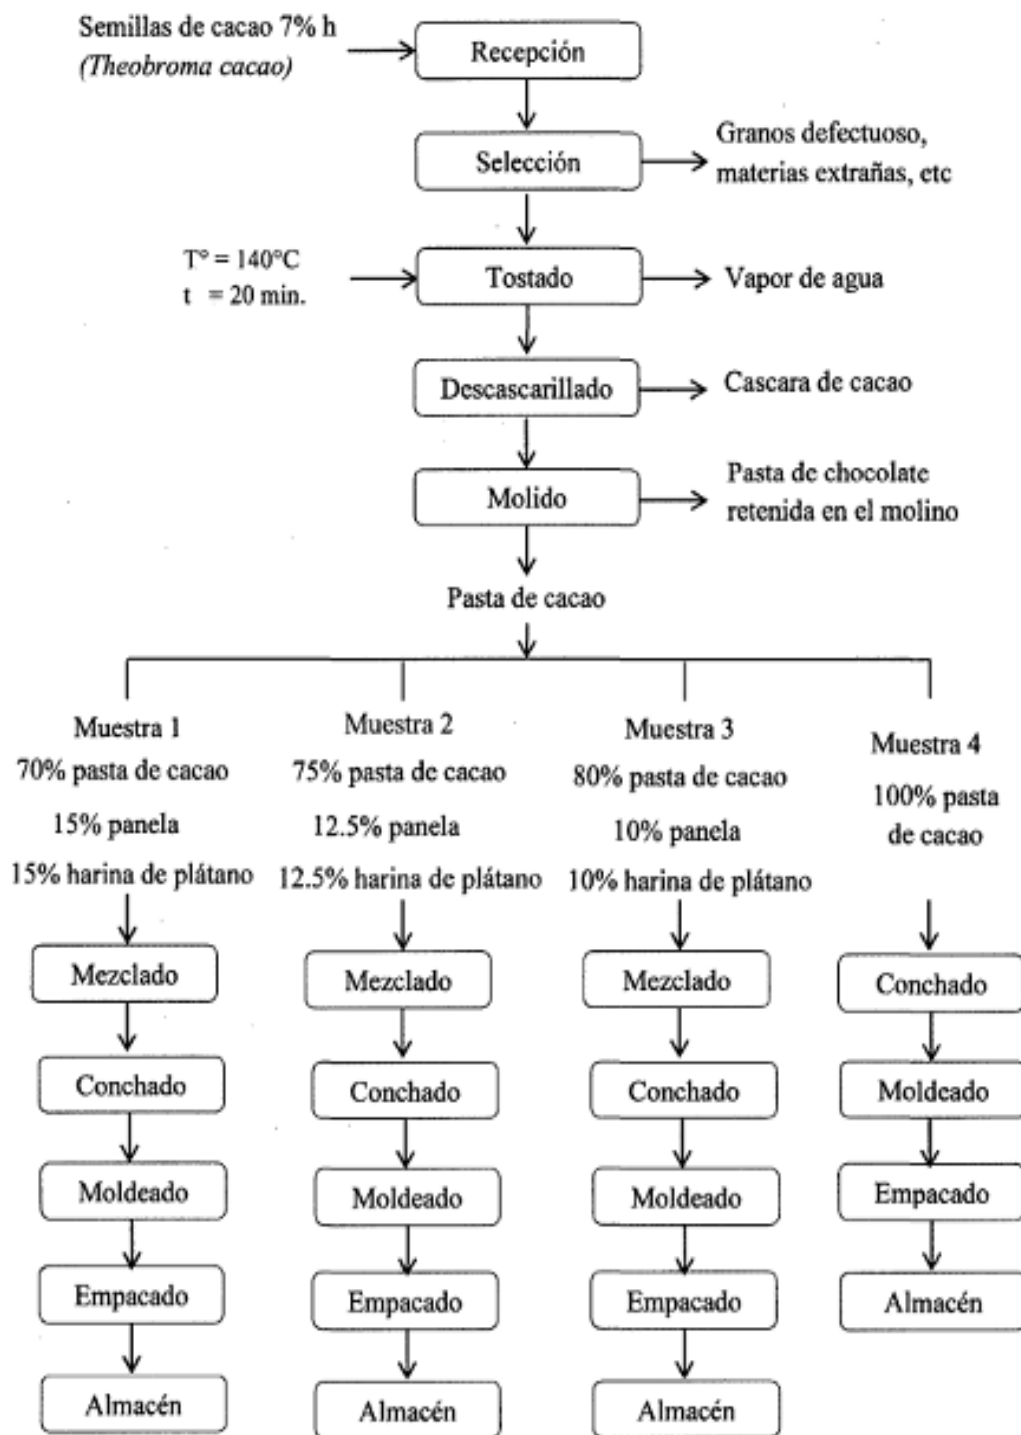 Semillas de cacao 7% h
(Theobroma cacao)
Recepción
Selección
Granos defectuoso,
materias extrañas, etc
T° = 140°C
t = 20 min.
Tostado
Vapor de agua
Descascarillado
Cascara de cacao
Molido
Pasta de chocolate
retenida en el molino
Pasta de cacao
Muestra 1
70% pasta de cacao
15% panela
15% harina de plátano
Mezclado
Conchado
Moldeado
Empacado
Almacén
Muestra 2
75% pasta de cacao
12.5% panela
12.5% harina de plátano
Mezclado
Conchado
Moldeado
Empacado
Almacén
Muestra 3
80% pasta de cacao
10% panela
10% harina de plátano
Mezclado
Conchado
Moldeado
Empacado
Almacén
Muestra 4
100% pasta
de cacao
Conchado
Moldeado
Empacado
Almacén